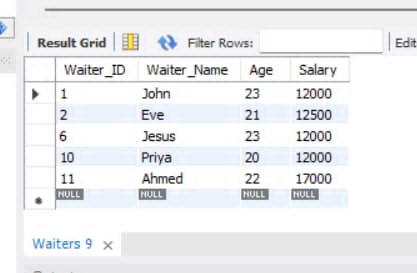 Result Grid Filter Rows: Edit
Waiter_ID Waiter_Name Age Salary
1 John 23 12000
2 Eve 21 12500
6 Jesus 23 12000
10 Priya 20 12000
11 Ahmed 22 17000
NULL NULL NULL NULL
Waiters 9